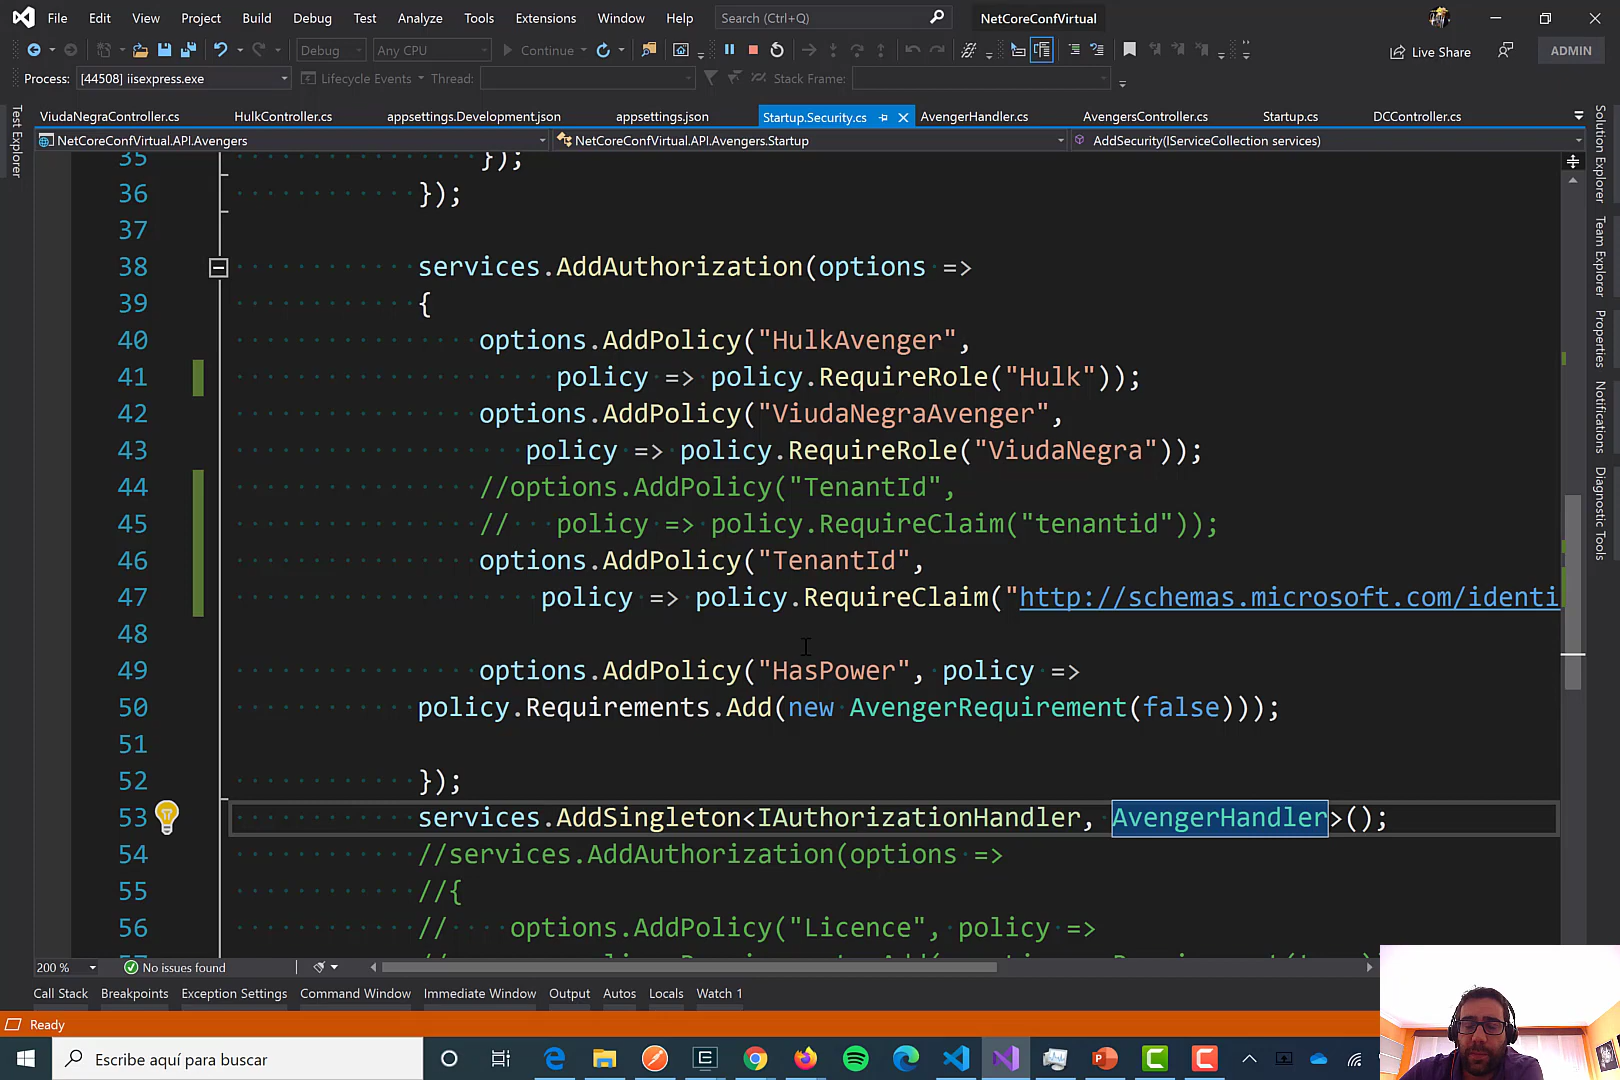 File Edit View Project Build Debug Test Analyze Tools Extensions Window Help Search (Ctrl+Q) NetCoreConfVirtual
Debug Any CPU Continue Live Share ADMIN
Process: [44508] iisexpress.exe Lifecycle Events Thread: Stack Frame:
ViudaNegraController.cs HulkController.cs appsettings.Development.json appsettings.json Startup.Security.cs AvengerHandler.cs AvengersController.cs Startup.cs DCController.cs
NetCoreConfVirtual.API.Avengers NetCoreConfVirtual.API.Avengers.Startup AddSecurity(IServiceCollection services)
Test Explorer
Solution Explorer
Team Explorer
Properties
Notifications
Diagnostic Tools
35 });
36 });
37
38 services.AddAuthorization(options =>
39 {
40 options.AddPolicy("HulkAvenger",
41 policy => policy.RequireRole("Hulk"));
42 options.AddPolicy("ViudaNegraAvenger",
43 policy => policy.RequireRole("ViudaNegra"));
44 //options.AddPolicy("TenantId",
45 // policy => policy.RequireClaim("tenantid"));
46 options.AddPolicy("TenantId",
47 policy => policy.RequireClaim("http://schemas.microsoft.com/identi
48
49 options.AddPolicy("HasPower", policy =>
50 policy.Requirements.Add(new AvengerRequirement(false)));
51
52 });
53 services.AddSingleton<IAuthorizationHandler, AvengerHandler>();
54 //services.AddAuthorization(options =>
55 //{
56 // options.AddPolicy("Licence", policy =>
200 % No issues found
Call Stack Breakpoints Exception Settings Command Window Immediate Window Output Autos Locals Watch 1
Ready
Escribe aquí para buscar